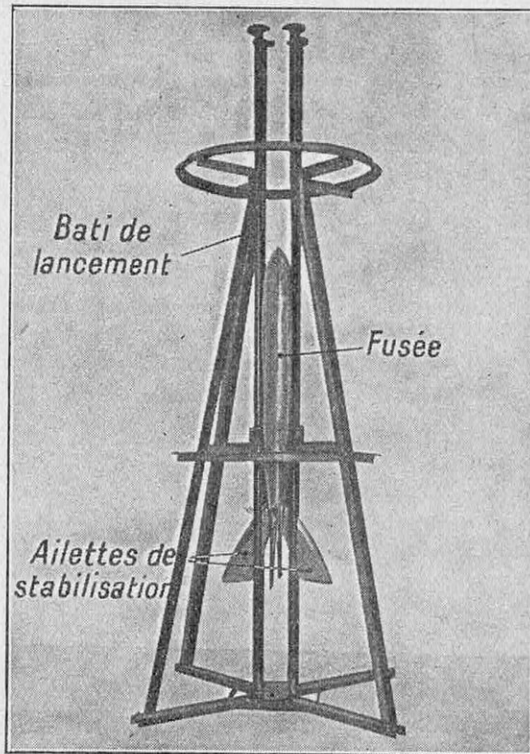 Bati de
lancement
Fusée
Ailettes de
stabilisation